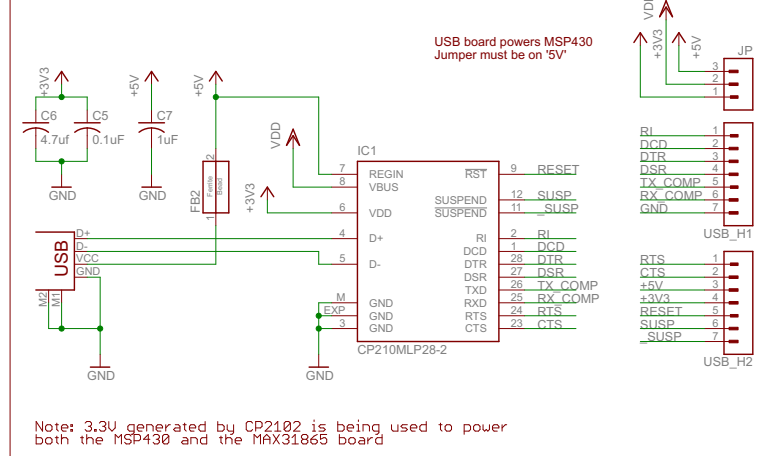 VDD
+3V3
+5V
USB board powers MSP430
Jumper must be on '5V'
JP
3
2
1
+3V3
+5V
+5V
C6
4.7uf
C5
0.1uF
C7
1uF
GND
GND
VDD
+3V3
FB2
Ferrite
Bead
2
1
IC1
7 REGIN
8 VBUS
6 VDD
4 D+
5 D-
M GND
EXP GND
3 GND
RST 9 RESET
SUSPEND 12 SUSP
SUSPEND 11 _SUSP
RI 2 RI
DCD 1 DCD
DTR 28 DTR
DSR 27 DSR
TXD 26 TX_COMP
RXD 25 RX_COMP
RTS 24 RTS
CTS 23 CTS
CP210MLP28-2
RI 1
DCD 2
DTR 3
DSR 4
TX_COMP 5
RX_COMP 6
GND 7
USB_H1
USB
D+
D-
VCC
GND
M2
M1
GND
GND
RTS 1
CTS 2
+5V 3
+3V3 4
RESET 5
SUSP 6
_SUSP 7
USB_H2
Note: 3.3V generated by CP2102 is being used to power
both the MSP430 and the MAX31865 board